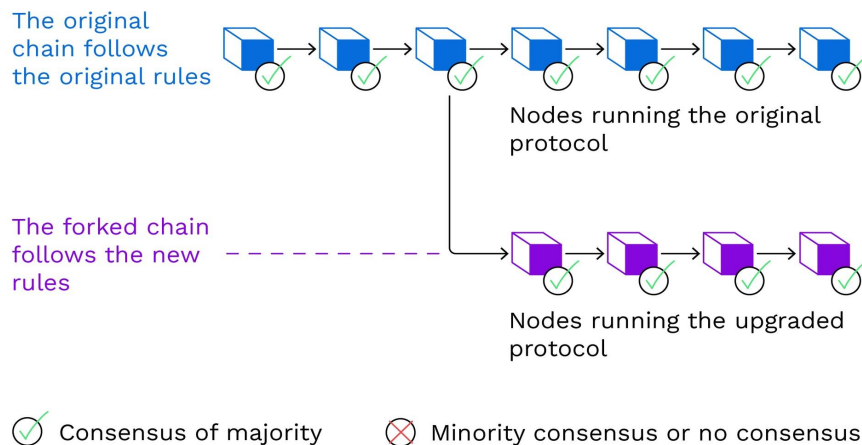 The original
chain follows
the original rules
Nodes running the original
protocol
The forked chain
follows the new
rules
Nodes running the upgraded
protocol
Consensus of majority
Minority consensus or no consensus